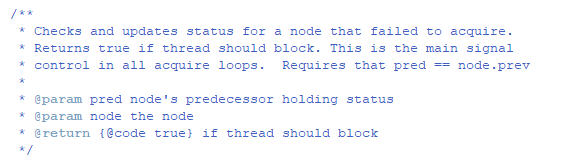 /**
* Checks and updates status for a node that failed to acquire.
* Returns true if thread should block. This is the main signal
* control in all acquire loops.  Requires that pred == node.prev
*
* @param pred node's predecessor holding status
* @param node the node
* @return {@code true} if thread should block
*/